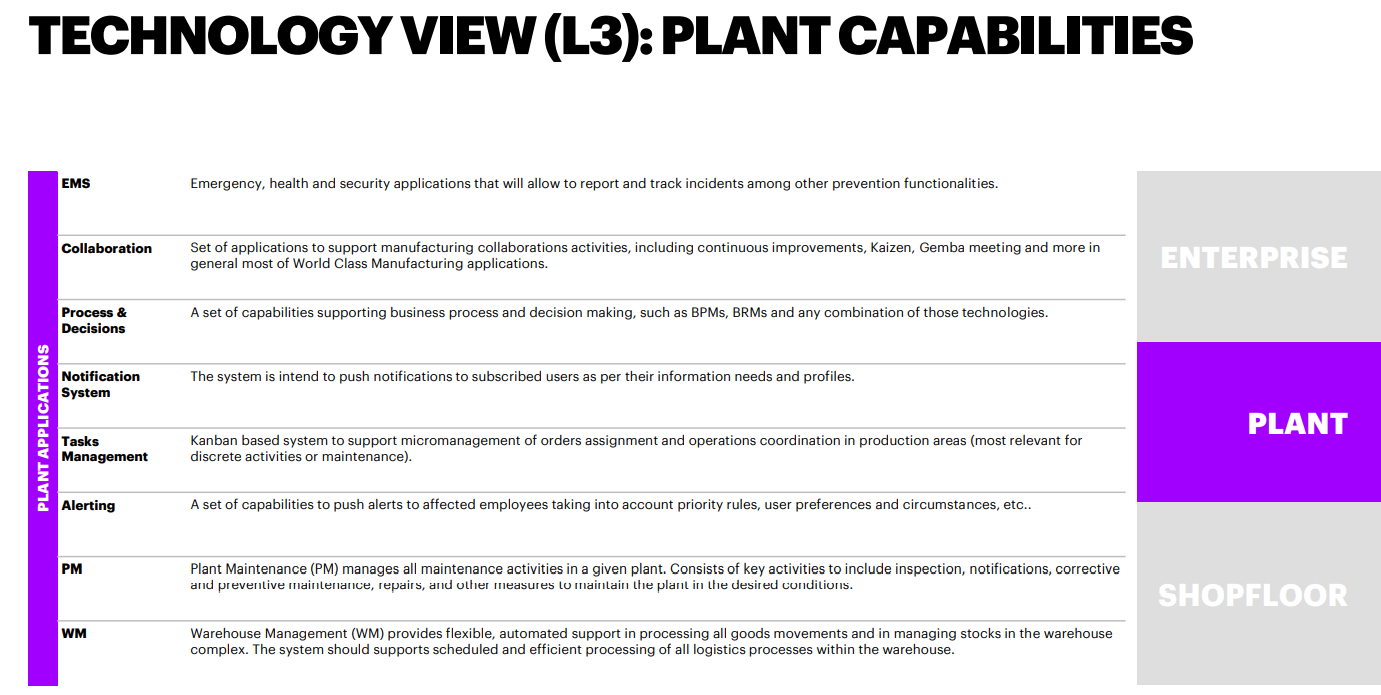 TECHNOLOGY VIEW (L3): PLANT CAPABILITIES
PLANT APPLICATIONS
EMS
Emergency, health and security applications that will allow to report and track incidents among other prevention functionalities.
Collaboration
Set of applications to support manufacturing collaborations activities, including continuous improvements, Kaizen, Gemba meeting and more in
general most of World Class Manufacturing applications.
Process &
Decisions
A set of capabilities supporting business process and decision making, such as BPMs, BRMs and any combination of those technologies.
Notification
System
The system is intend to push notifications to subscribed users as per their information needs and profiles.
Tasks
Management
Kanban based system to support micromanagement of orders assignment and operations coordination in production areas (most relevant for
discrete activities or maintenance).
Alerting
A set of capabilities to push alerts to affected employees taking into account priority rules, user preferences and circumstances, etc..
PM
Plant Maintenance (PM) manages all maintenance activities in a given plant. Consists of key activities to include inspection, notifications, corrective
and preventive maintenance, repairs, and other measures to maintain the plant in the desired conditions.
WM
Warehouse Management (WM) provides flexible, automated support in processing all goods movements and in managing stocks in the warehouse
complex. The system should supports scheduled and efficient processing of all logistics processes within the warehouse.
ENTERPRISE
PLANT
SHOPFLOOR